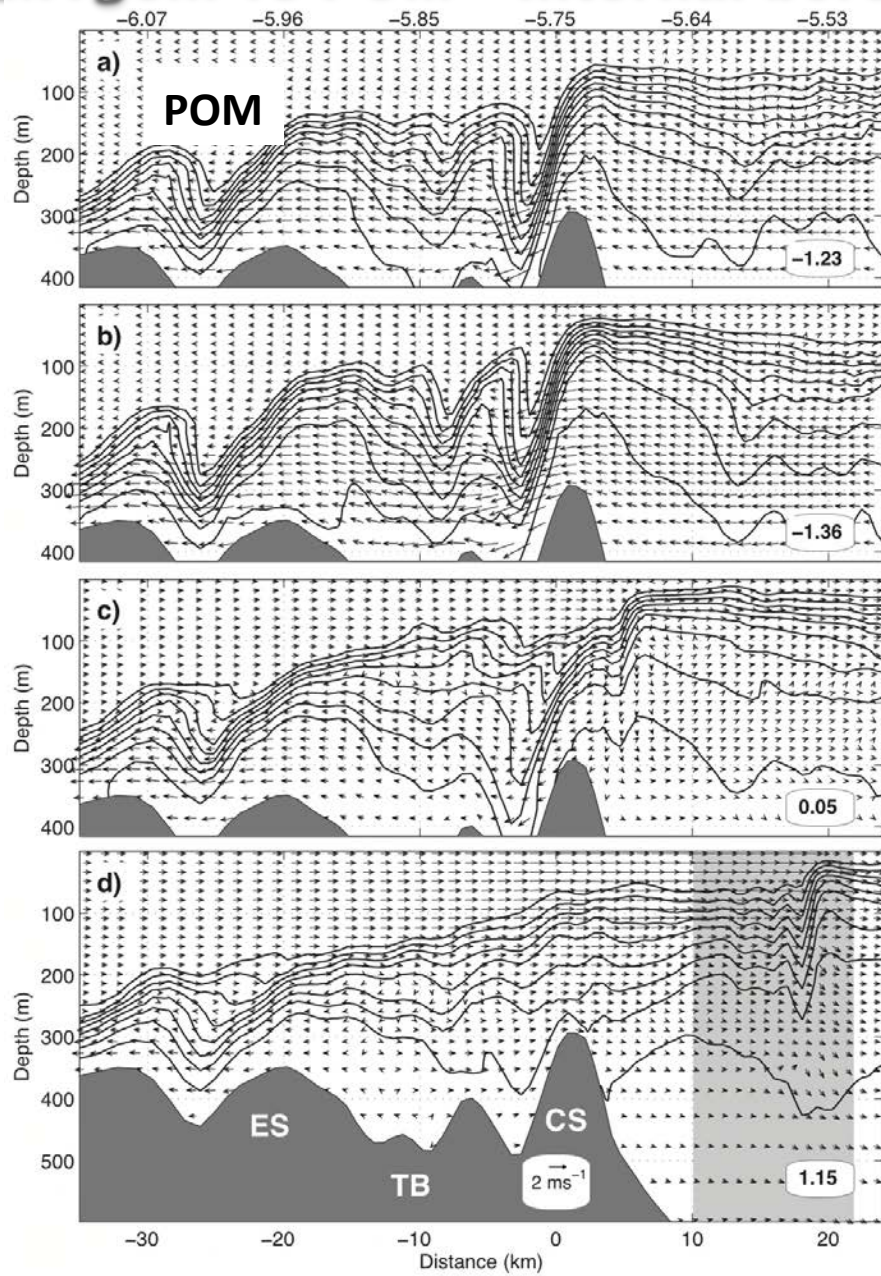 −6.07 −5.96 −5.85 −5.75 −5.64 −5.53
a)
POM
100
200
300
400
Depth (m)
−1.23
b)
100
200
300
400
Depth (m)
−1.36
c)
100
200
300
400
Depth (m)
0.05
d)
100
200
300
400
500
Depth (m)
ES
CS
TB
2 ms⁻¹
1.15
−30 −20 −10 0 10 20
Distance (km)